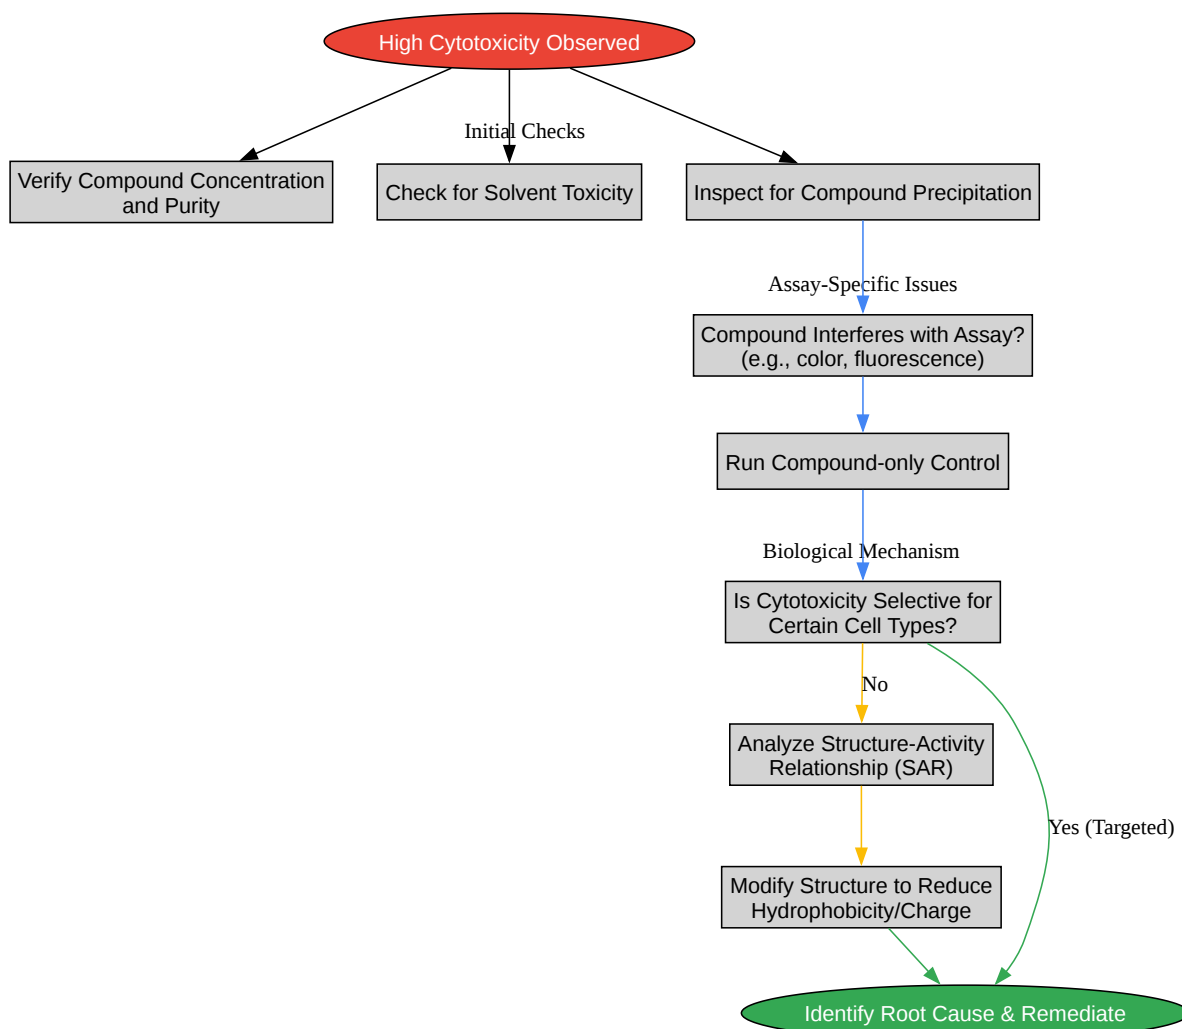 High Cytotoxicity Observed
Initial Checks
Verify Compound Concentration
and Purity
Check for Solvent Toxicity
Inspect for Compound Precipitation
Assay-Specific Issues
Compound Interferes with Assay?
(e.g., color, fluorescence)
Run Compound-only Control
Biological Mechanism
Is Cytotoxicity Selective for
Certain Cell Types?
No
Analyze Structure-Activity
Relationship (SAR)
Yes (Targeted)
Modify Structure to Reduce
Hydrophobicity/Charge
Identify Root Cause & Remediate